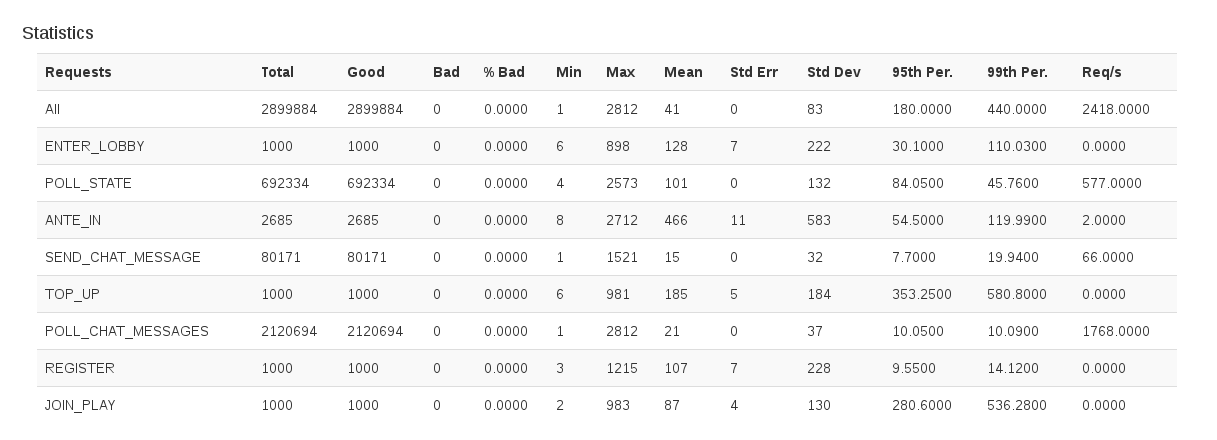 Statistics
Requests Total Good Bad % Bad Min Max Mean Std Err Std Dev 95th Per. 99th Per. Req/s
All 2899884 2899884 0 0.0000 1 2812 41 0 83 180.0000 440.0000 2418.0000
ENTER_LOBBY 1000 1000 0 0.0000 6 898 128 7 222 30.1000 110.0300 0.0000
POLL_STATE 692334 692334 0 0.0000 4 2573 101 0 132 84.0500 45.7600 577.0000
ANTE_IN 2685 2685 0 0.0000 8 2712 466 11 583 54.5000 119.9900 2.0000
SEND_CHAT_MESSAGE 80171 80171 0 0.0000 1 1521 15 0 32 7.7000 19.9400 66.0000
TOP_UP 1000 1000 0 0.0000 6 981 185 5 184 353.2500 580.8000 0.0000
POLL_CHAT_MESSAGES 2120694 2120694 0 0.0000 1 2812 21 0 37 10.0500 10.0900 1768.0000
REGISTER 1000 1000 0 0.0000 3 1215 107 7 228 9.5500 14.1200 0.0000
JOIN_PLAY 1000 1000 0 0.0000 2 983 87 4 130 280.6000 536.2800 0.0000